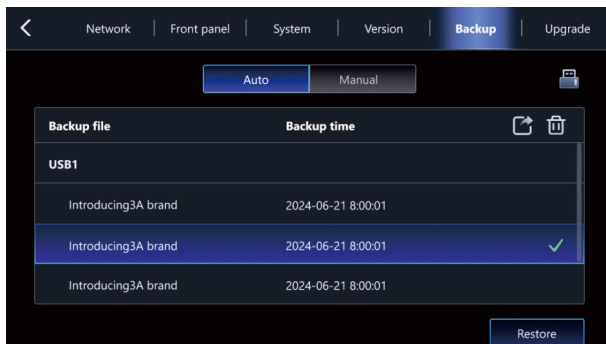 Network Front panel System Version Backup Upgrade
Auto Manual
Backup file Backup time
USB1
Introducing3A brand 2024-06-21 8:00:01
Introducing3A brand 2024-06-21 8:00:01
Introducing3A brand 2024-06-21 8:00:01
Restore